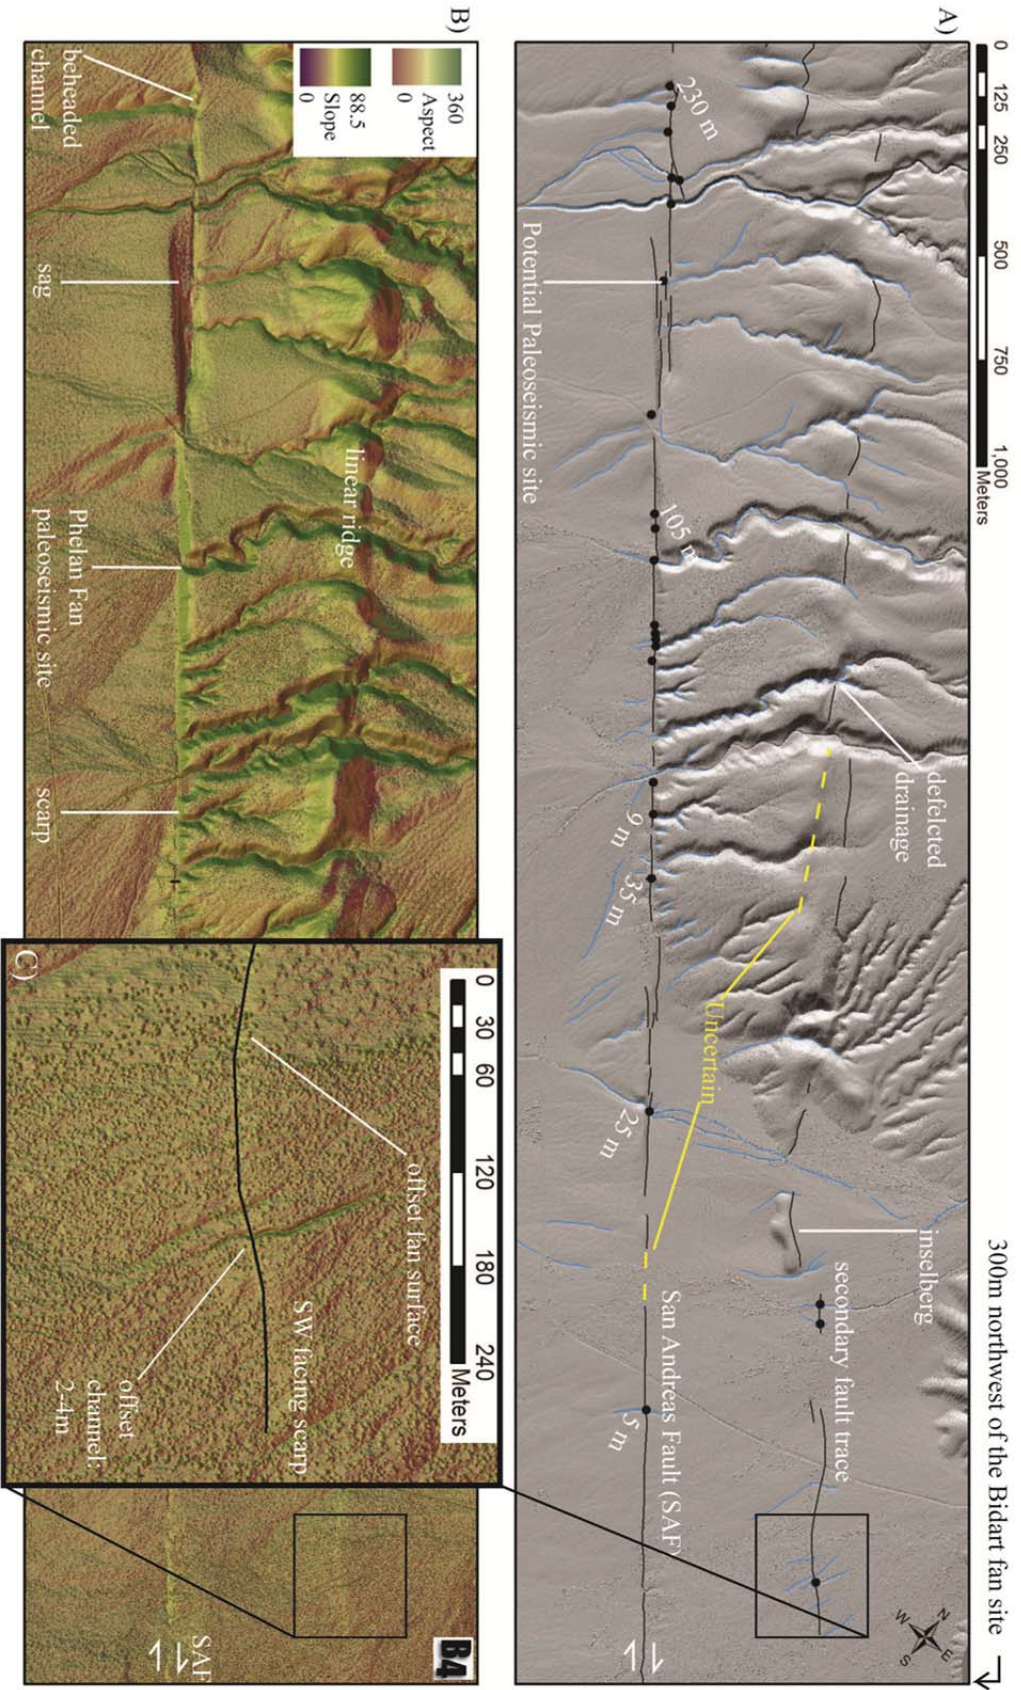 A)
0 125 250 500 750 1,000
Meters
300m northwest of the Bidart fan site
N
E
S
W
230 m
Potential Paleoseismic site
105 m
defelcted
drainage
9 m
35 m
Uncertain
25 m
inselberg
secondary fault trace
San Andreas Fault (SAF)
5 m
B)
360
Aspect
0
88.5
Slope
0
beheaded
channel
sag
linear ridge
Phelan Fan
paleoseismic site
scarp
SAF
B4
C)
0 30 60 120 180 240
Meters
offset fan surface
SW facing scarp
offset
channel:
2-4m